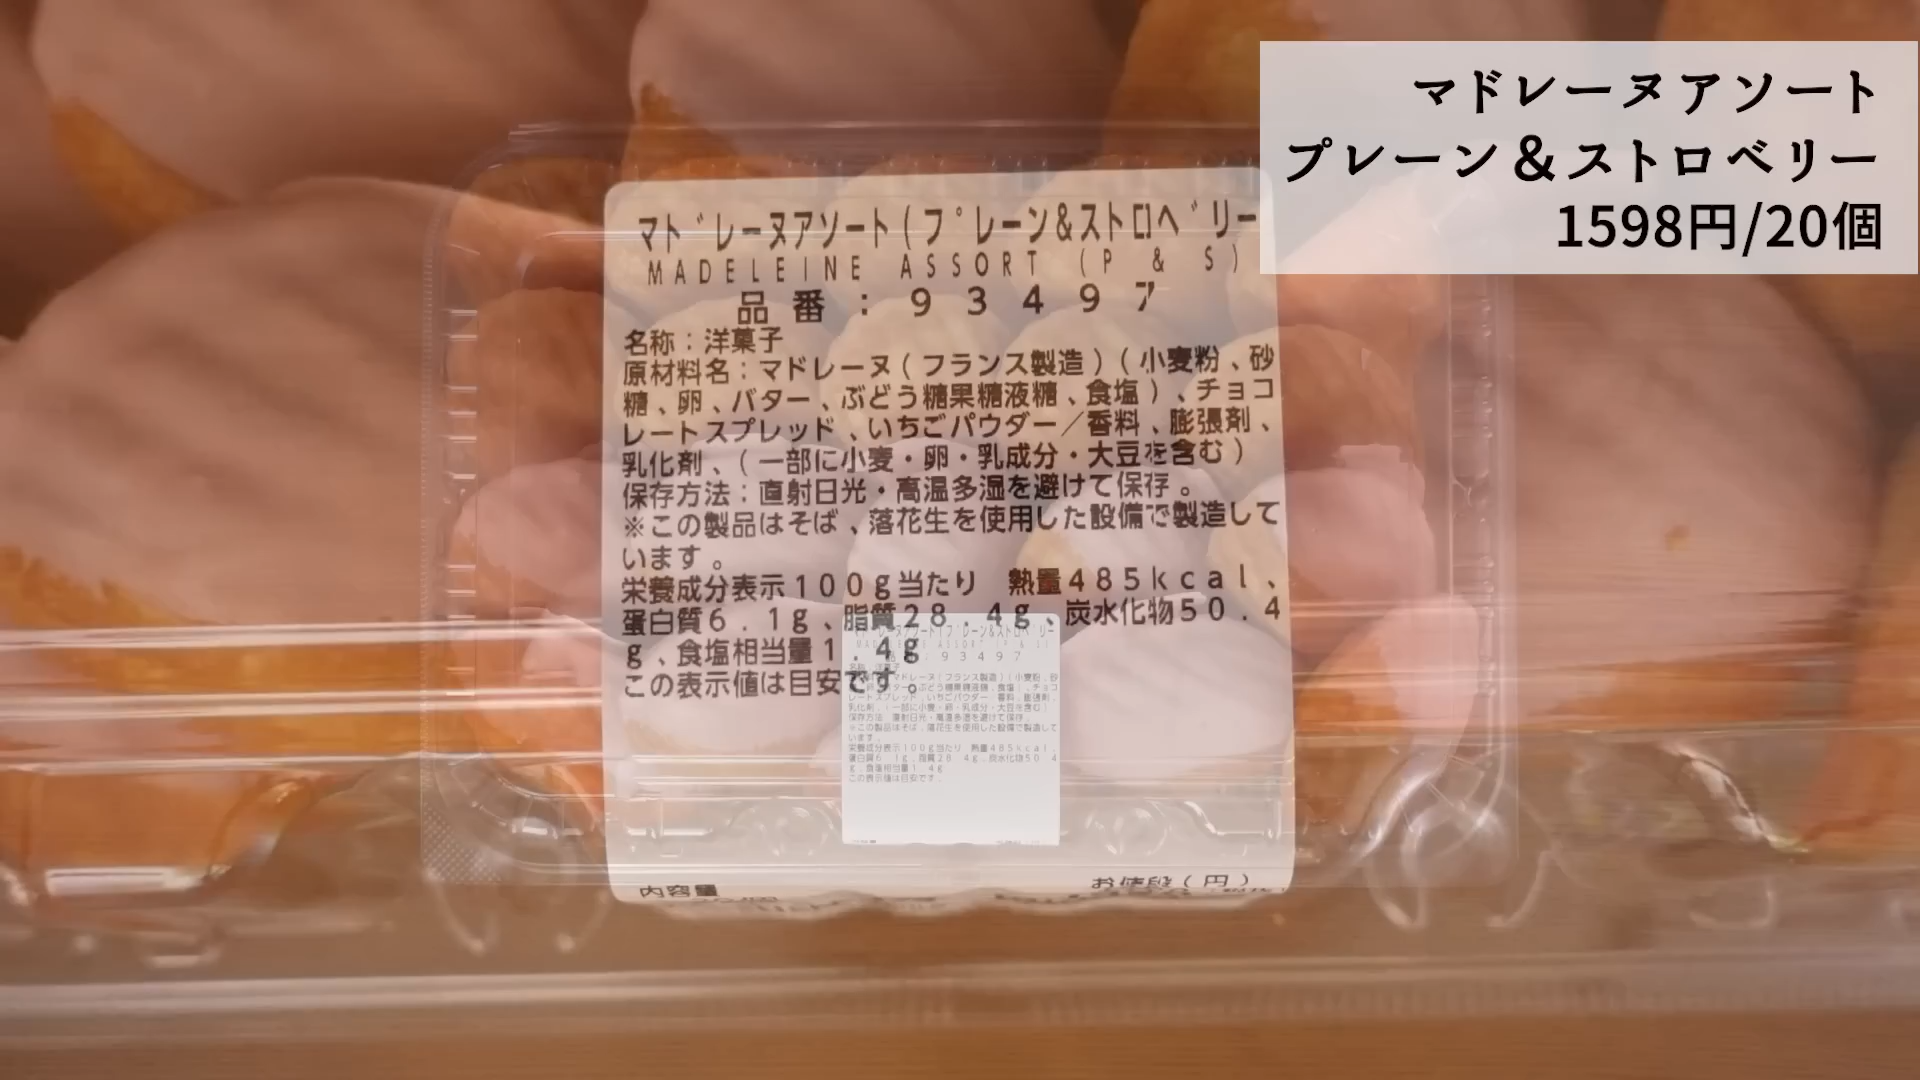 マドレーヌアソート
プレーン＆ストロベリー
1598円/20個
マドレーヌアソート(プレーン&ストロベリー
MADELEINE ASSORT (P & S)
品番:93497
名称:洋菓子
原材料名:マドレーヌ(フランス製造)(小麦粉、砂
糖、卵、バター、ぶどう糖果糖液糖、食塩)、チョコ
レートスプレッド、いちごパウダー/香料、膨張剤、
乳化剤、(一部に小麦・卵・乳成分・大豆を含む)
保存方法:直射日光・高温多湿を避けて保存。
※この製品はそば、落花生を使用した設備で製造して
います。
栄養成分表示100g当たり 熱量485kcal、
蛋白質6.1g、脂質28.4g、炭水化物50.4
g、食塩相当量1.4g
この表示値は目安です。
内容量 お値段(円)